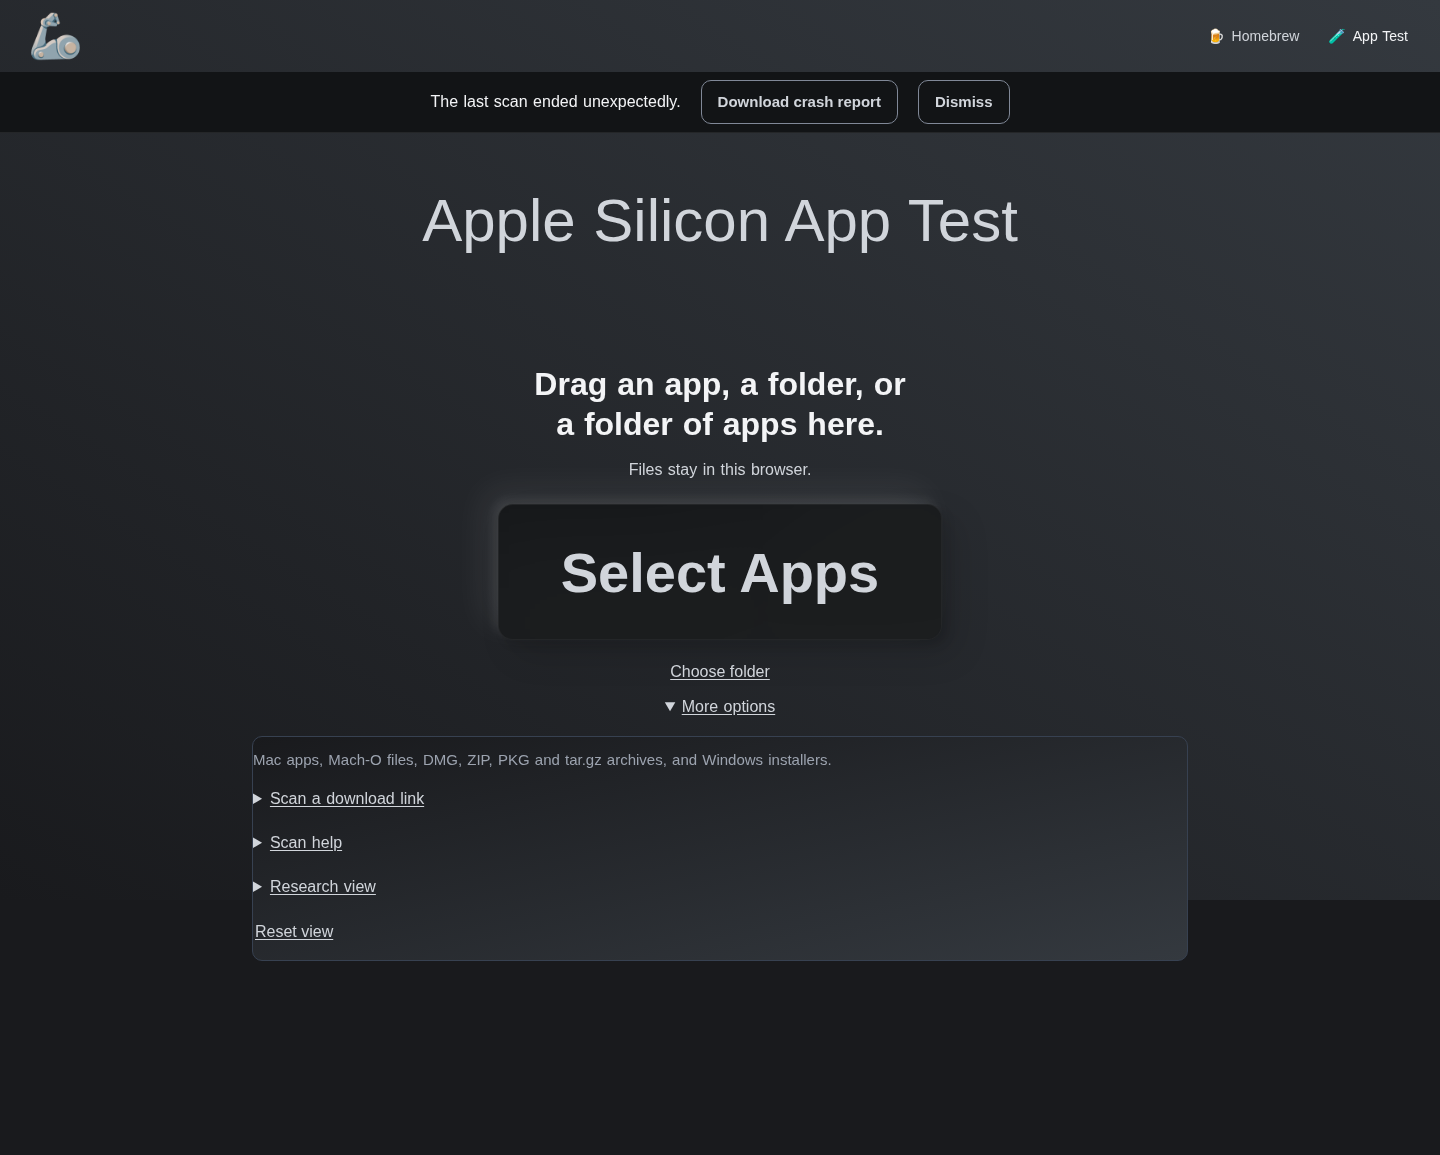 Homebrew
App Test
The last scan ended unexpectedly.
Download crash report
Dismiss
Apple Silicon App Test
Drag an app, a folder, or
a folder of apps here.
Files stay in this browser.
Select Apps
Choose folder
More options
Mac apps, Mach-O files, DMG, ZIP, PKG and tar.gz archives, and Windows installers.
Scan a download link
Scan help
Research view
Reset view